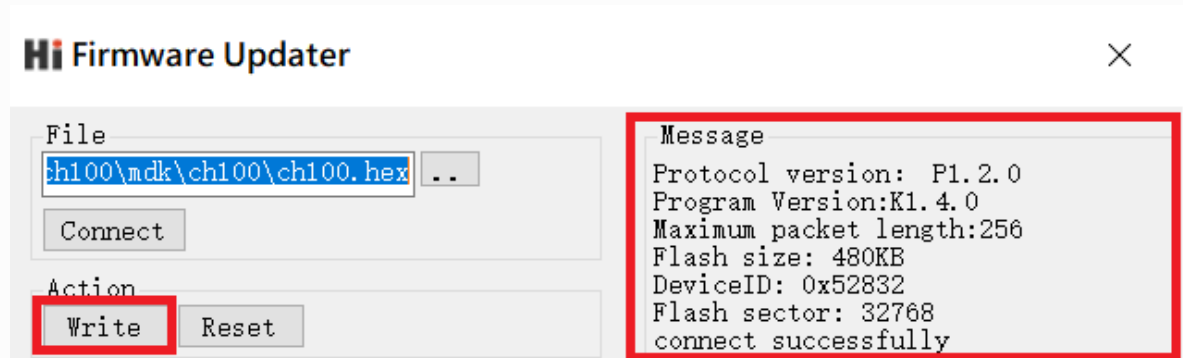 Hi Firmware Updater
File
ch100\mdk\ch100\ch100.hex ..
Connect
Action
Write Reset
Message
Protocol version: P1.2.0
Program Version:K1.4.0
Maximum packet length:256
Flash size: 480KB
DeviceID: 0x52832
Flash sector: 32768
connect successfully